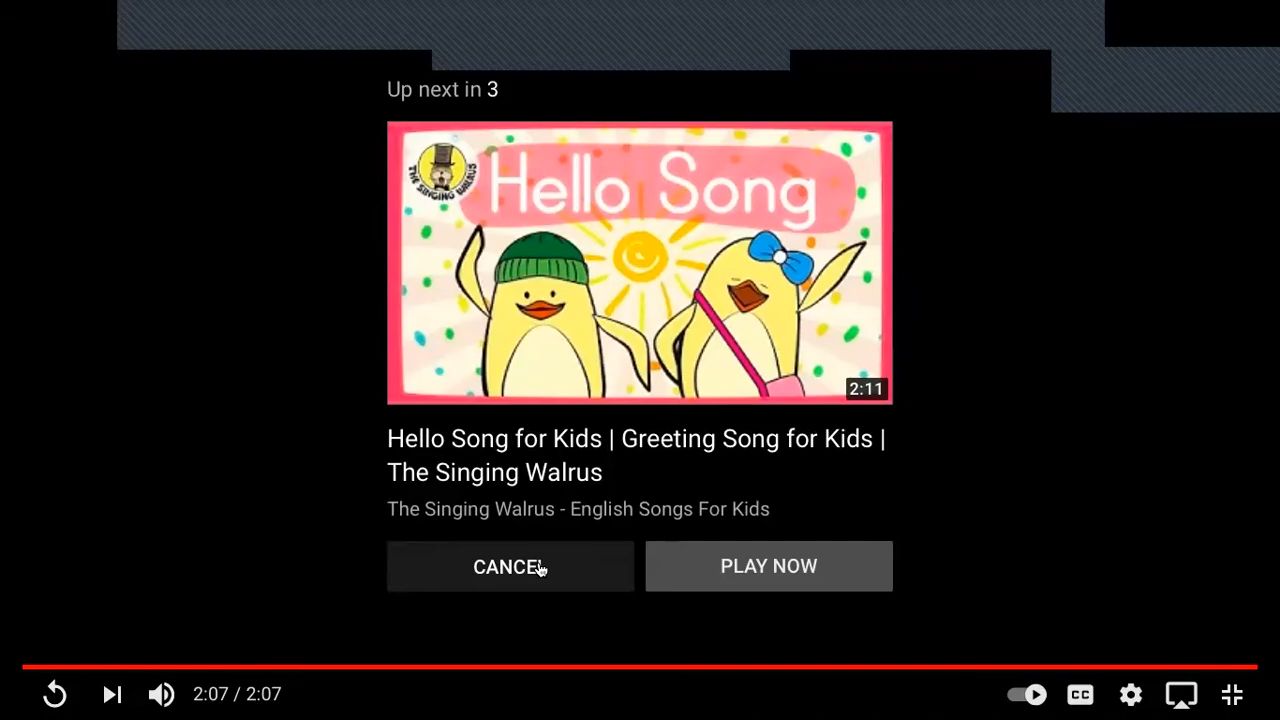 Up next in 3
THE SINGING WALRUS
Hello Song
2:11
Hello Song for Kids | Greeting Song for Kids |
The Singing Walrus
The Singing Walrus - English Songs For Kids
CANCEL
PLAY NOW
2:07 / 2:07
CC